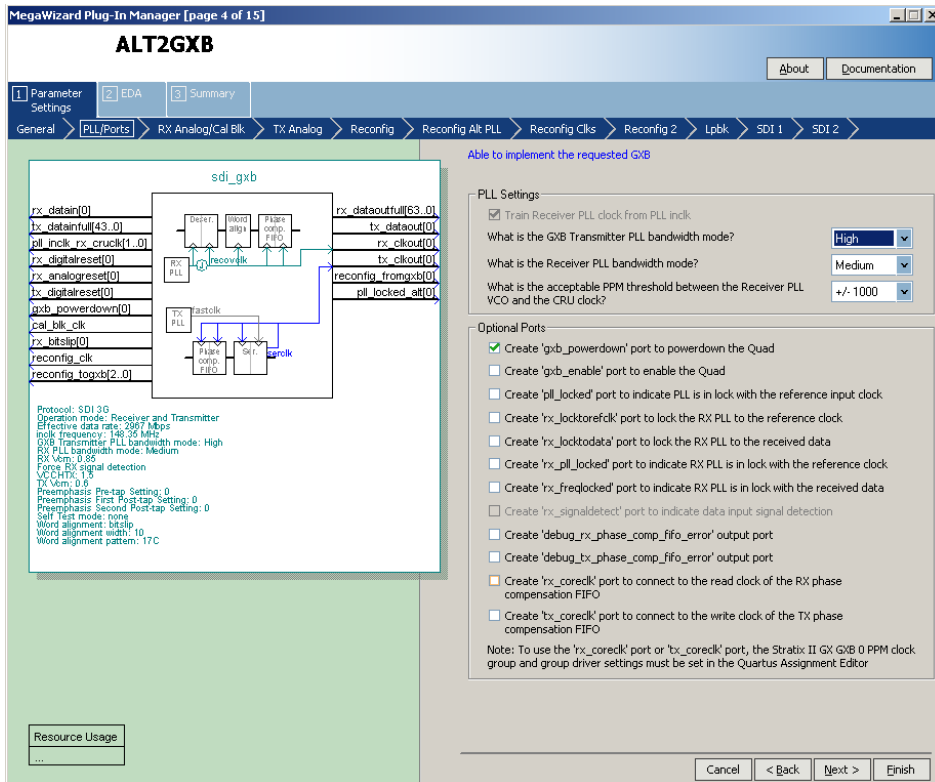 MegaWizard Plug-In Manager [page 4 of 15]
ALT2GXB
About
Documentation
1 Parameter Settings
2 EDA
3 Summary
General
PLL/Ports
RX Analog/Cal Blk
TX Analog
Reconfig
Reconfig Alt PLL
Reconfig Clks
Reconfig 2
Lpbk
SDI 1
SDI 2
sdi_gxb
rx_datain[0]
tx_datainfull[43..0]
pll_inclk_rx_cruclk[1..0]
rx_digitalreset[0]
rx_analogreset[0]
tx_digitalreset[0]
gxb_powerdown[0]
cal_blk_clk
rx_bitslip[0]
reconfig_clk
reconfig_togxb[2..0]
Deser.
Word align
Phase comp. FIFO
RX PLL
recovclk
TX PLL
fastclk
Phase comp. FIFO
Ser.
serclk
rx_dataoutfull[63..0]
tx_dataout[0]
rx_clkout[0]
tx_clkout[0]
reconfig_fromgxb[0]
pll_locked_alt[0]
Protocol: SDI 3G
Operation mode: Receiver and Transmitter
Effective data rate: 2967 Mbps
inclk frequency: 148.35 MHz
GXB Transmitter PLL bandwidth mode: High
RX PLL bandwidth mode: Medium
RX Vcm: 0.85
Force RX signal detection
VCCHTX: 1.5
TX Vcm: 0.6
Preemphasis Pre-tap Setting: 0
Preemphasis First Post-tap Setting: 0
Preemphasis Second Post-tap Setting: 0
Self Test mode: none
Word alignment: bitslip
Word alignment width: 10
Word alignment pattern: 17C
Resource Usage
...
Able to implement the requested GXB
PLL Settings
Train Receiver PLL clock from PLL inclk
What is the GXB Transmitter PLL bandwidth mode?
High
What is the Receiver PLL bandwidth mode?
Medium
What is the acceptable PPM threshold between the Receiver PLL
VCO and the CRU clock?
+/- 1000
Optional Ports
Create 'gxb_powerdown' port to powerdown the Quad
Create 'gxb_enable' port to enable the Quad
Create 'pll_locked' port to indicate PLL is in lock with the reference input clock
Create 'rx_locktorefclk' port to lock the RX PLL to the reference clock
Create 'rx_locktodata' port to lock the RX PLL to the received data
Create 'rx_pll_locked' port to indicate RX PLL is in lock with the reference clock
Create 'rx_freqlocked' port to indicate RX PLL is in lock with the received data
Create 'rx_signaldetect' port to indicate data input signal detection
Create 'debug_rx_phase_comp_fifo_error' output port
Create 'debug_tx_phase_comp_fifo_error' output port
Create 'rx_coreclk' port to connect to the read clock of the RX phase
compensation FIFO
Create 'tx_coreclk' port to connect to the write clock of the TX phase
compensation FIFO
Note: To use the 'rx_coreclk' port or 'tx_coreclk' port, the Stratix II GX GXB 0 PPM clock
group and group driver settings must be set in the Quartus Assignment Editor
Cancel
< Back
Next >
Finish